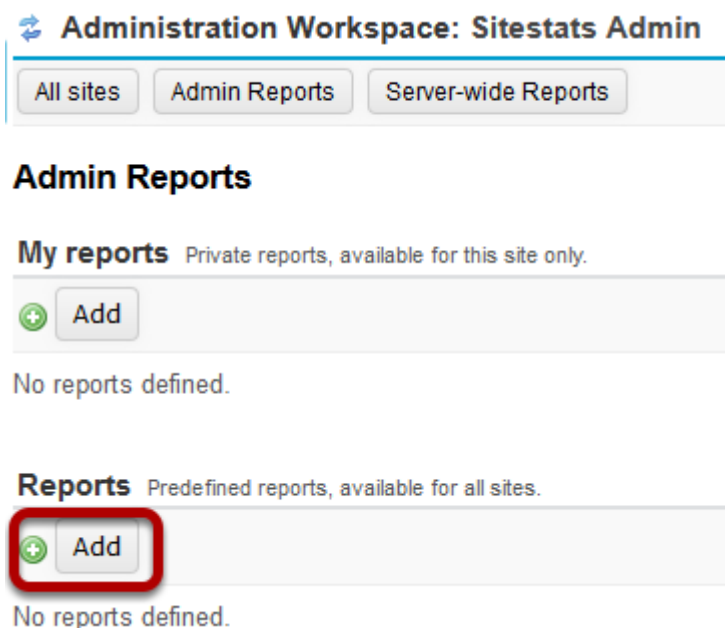 Administration Workspace: Sitestats Admin
All sites Admin Reports Server-wide Reports
Admin Reports
My reports Private reports, available for this site only.
Add
No reports defined.
Reports Predefined reports, available for all sites.
Add
No reports defined.